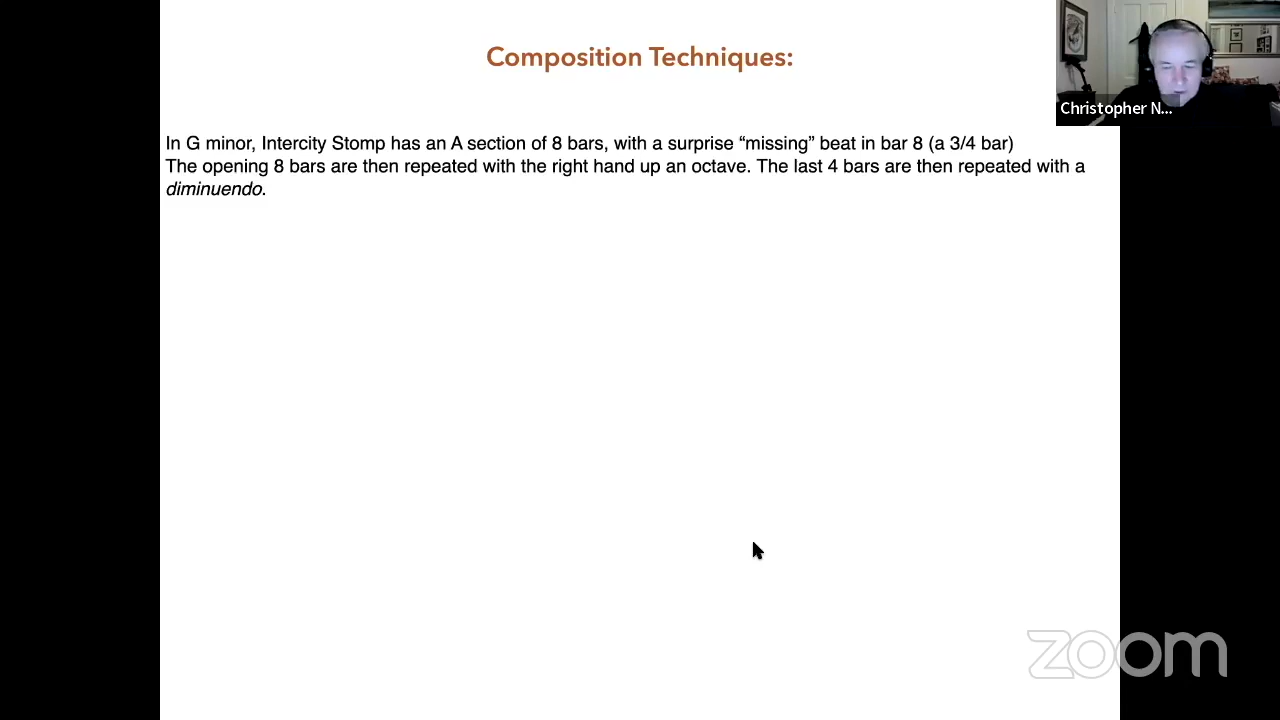 Composition Techniques:
Christopher N...
In G minor, Intercity Stomp has an A section of 8 bars, with a surprise “missing” beat in bar 8 (a 3/4 bar)
The opening 8 bars are then repeated with the right hand up an octave. The last 4 bars are then repeated with a
diminuendo.
zoom